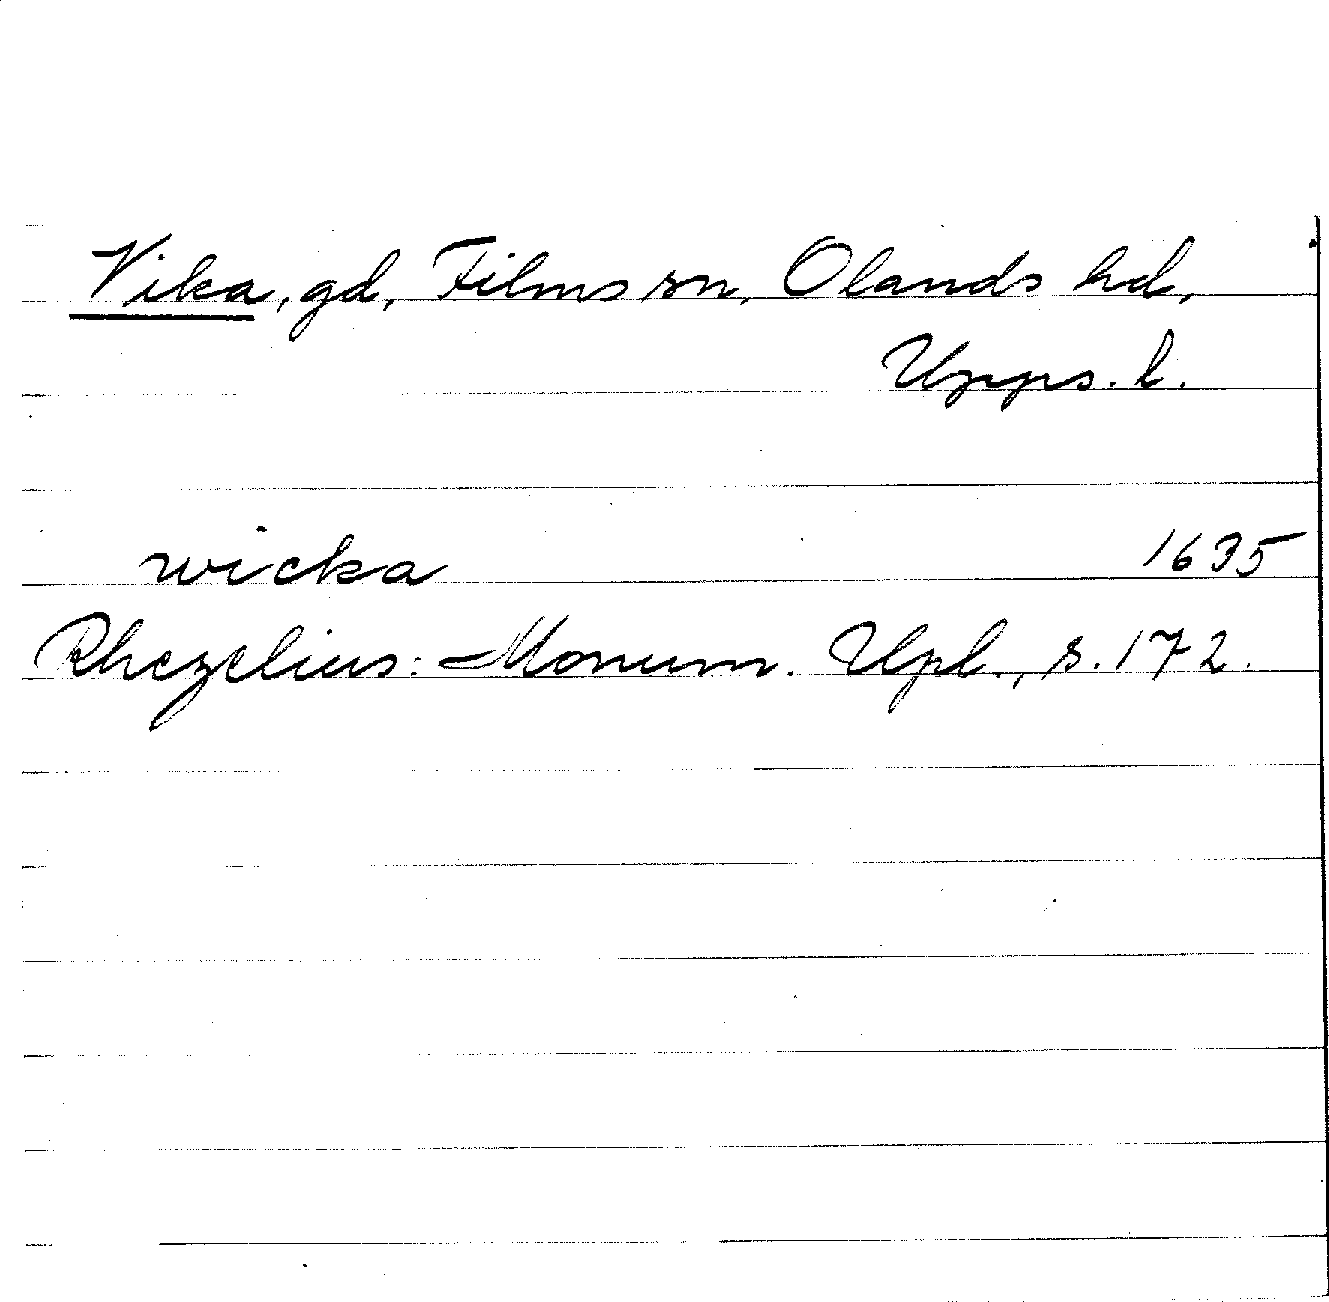 Vika, gd, Films sn, Olands hd,
Upps. l.
wicka 1635
Rhezelius: Monum. Upl., s. 172.